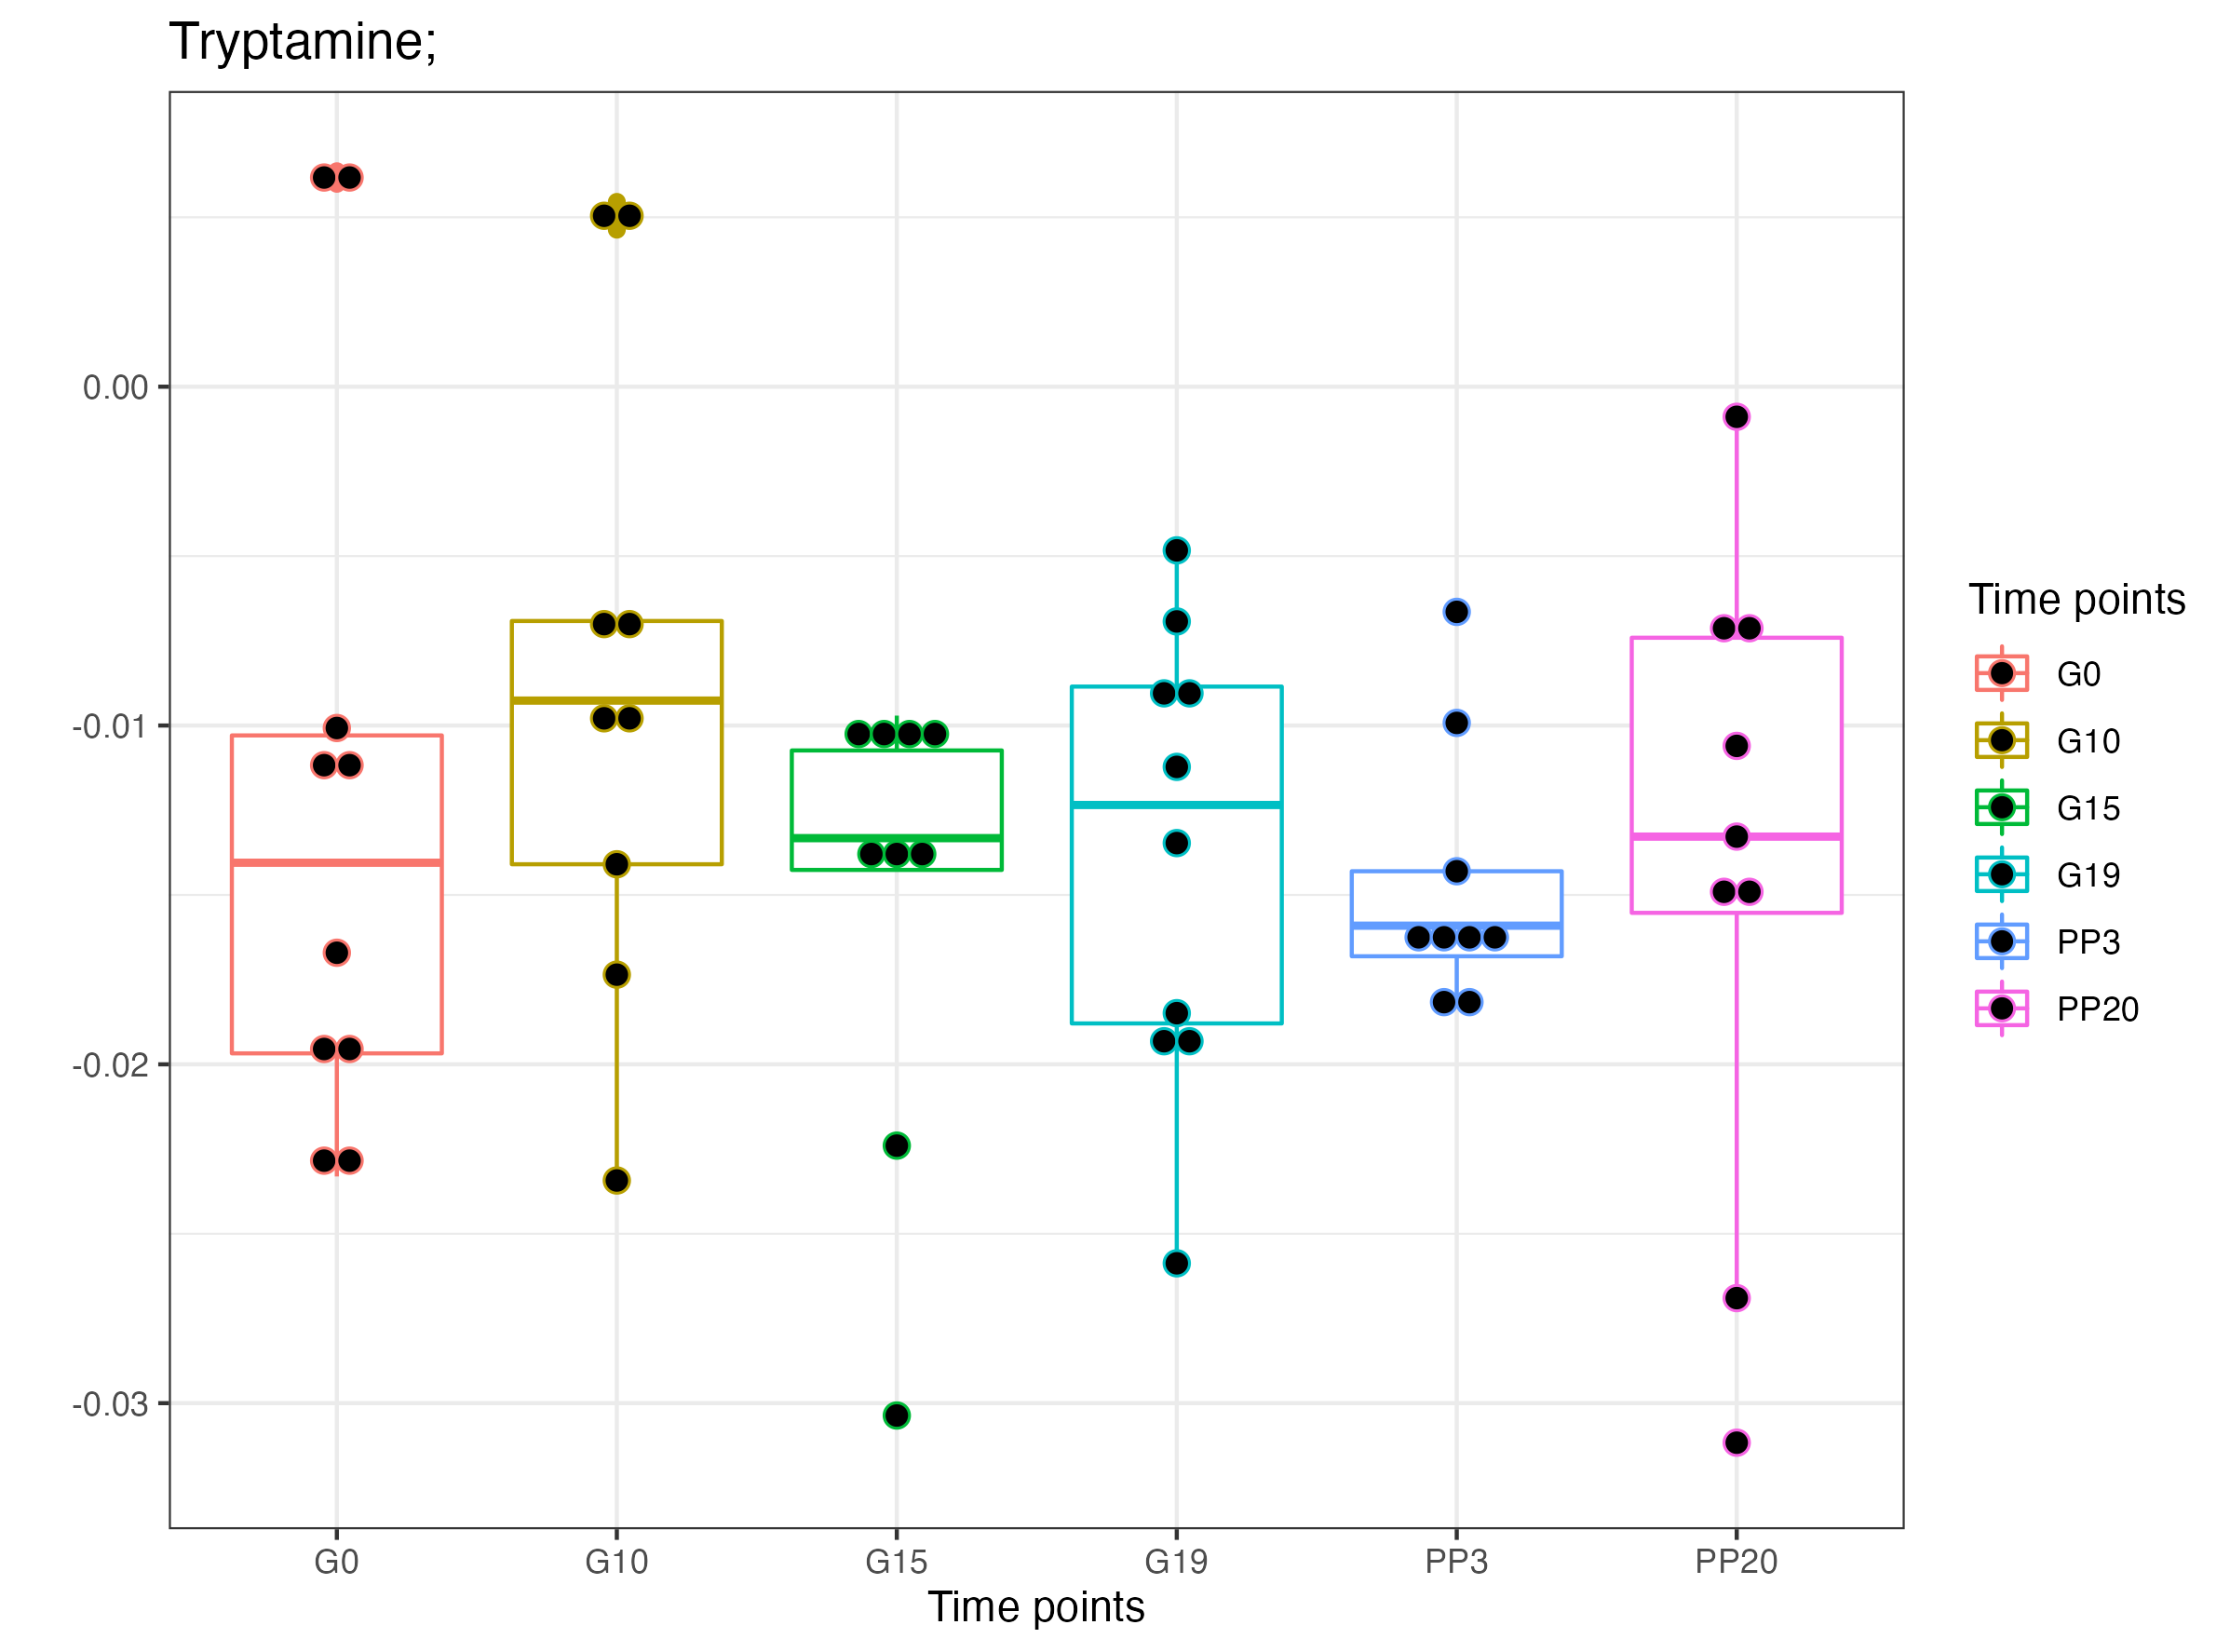 Tryptamine;
0.00
-0.01
-0.02
-0.03
G0 G10 G15 G19 PP3 PP20
Time points
Time points
G0
G10
G15
G19
PP3
PP20